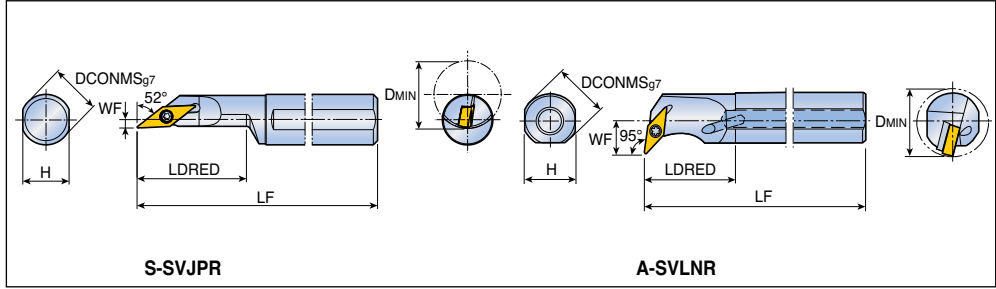 DCONMSg7
52°
WF
H
LDRED
LF
DMIN
S-SVJPR
DCONMSg7
WF
95°
H
LDRED
LF
DMIN
A-SVLNR